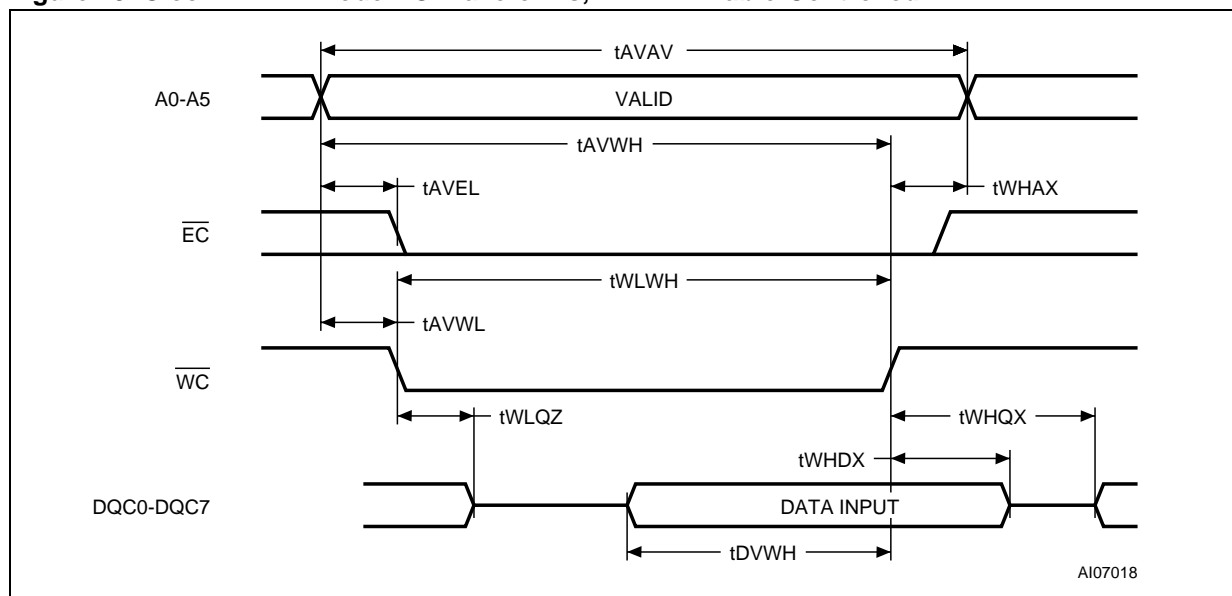 tAVAV
A0-A5
VALID
tAVWH
tAVEL
tWHAX
EC
tWLWH
tAVWL
WC
tWLQZ
tWHQX
tWHDX
DQC0-DQC7
DATA INPUT
tDVWH
AI07018